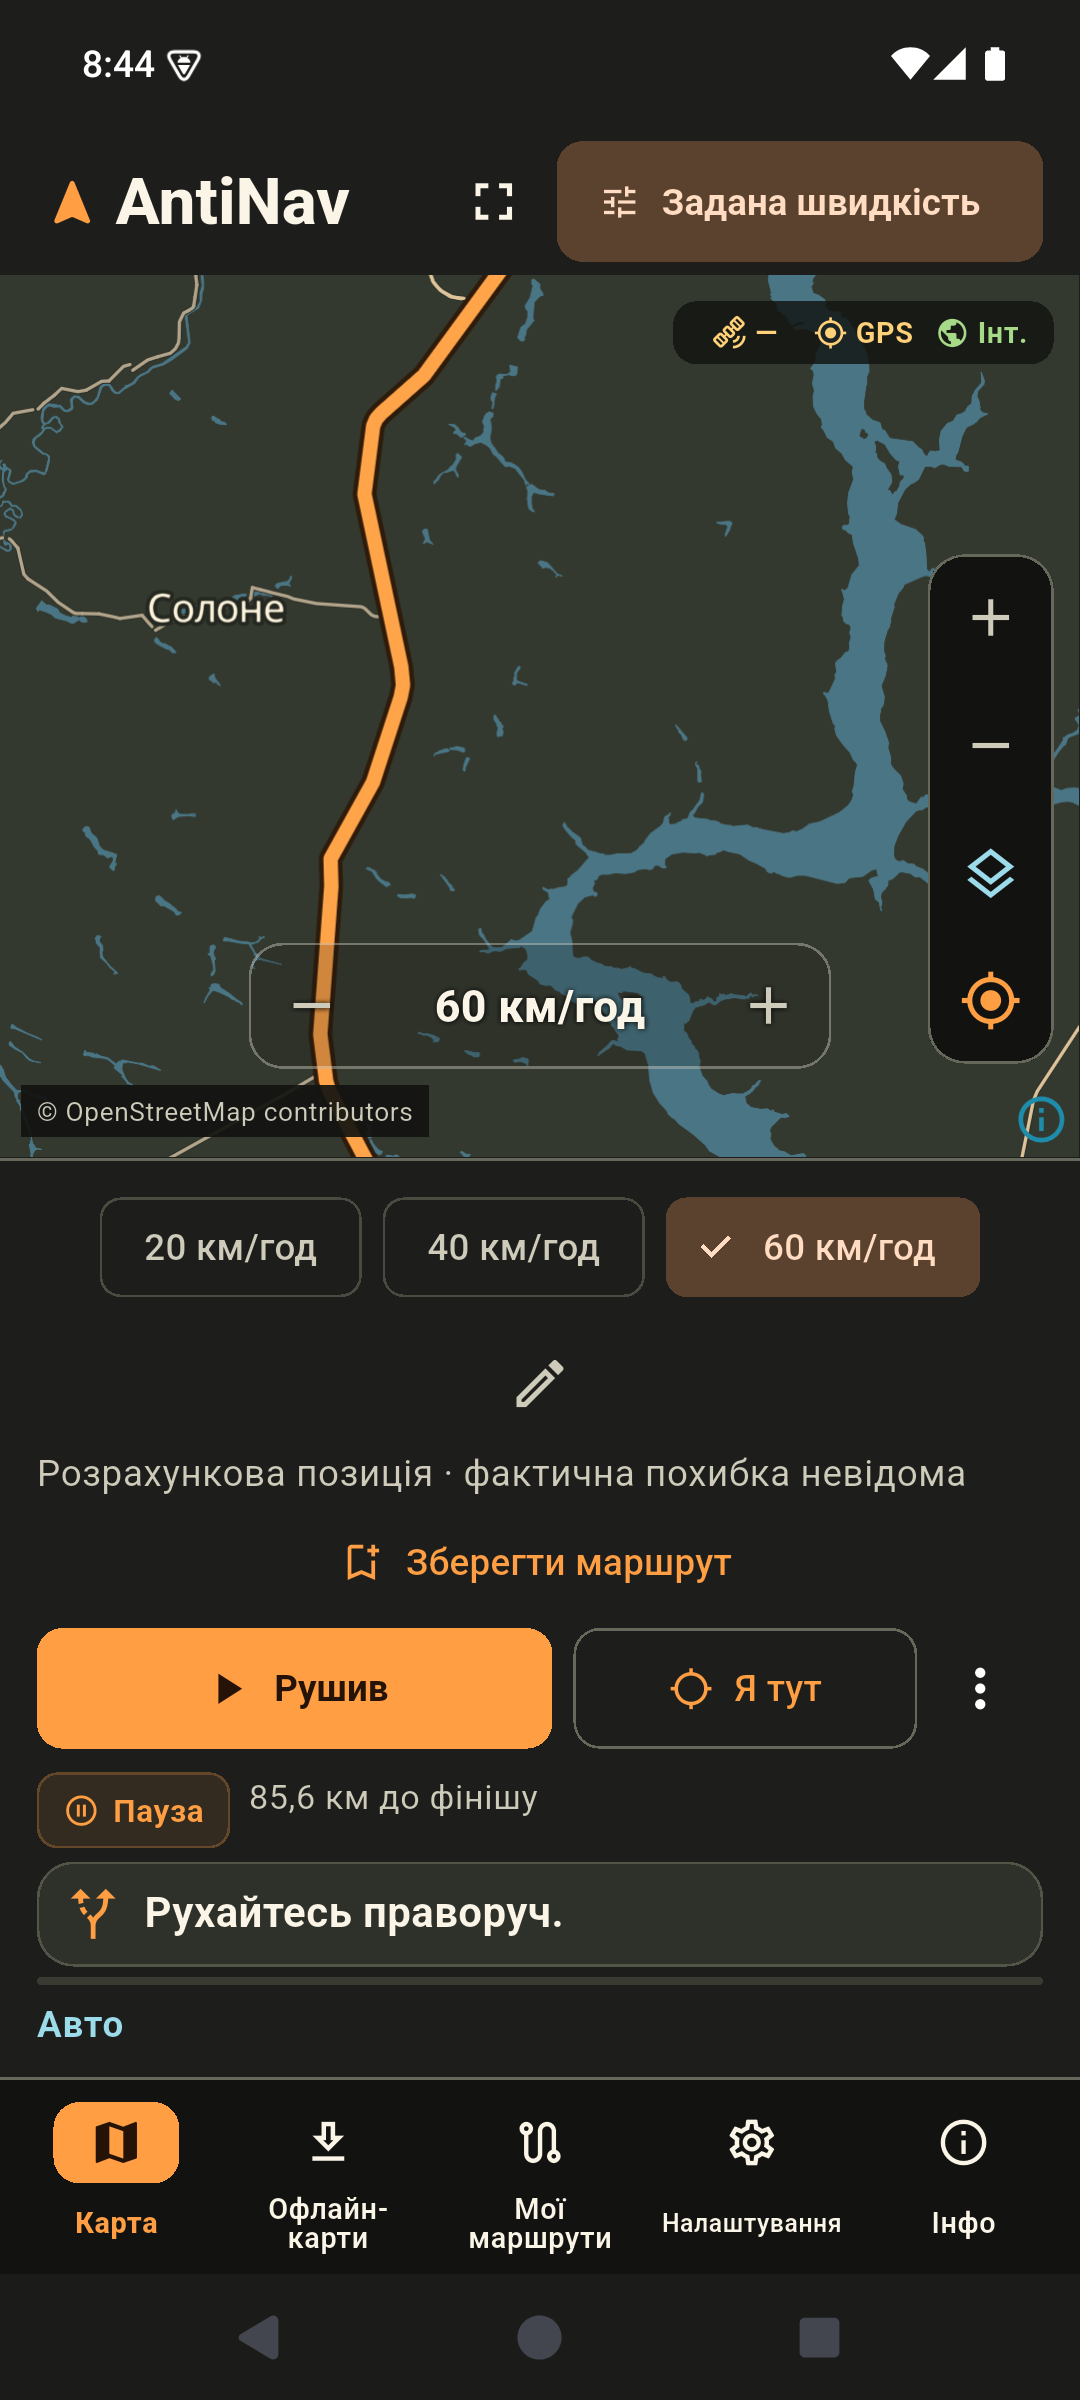 8:44
AntiNav
Задана швидкість
– GPS Інт.
Солоне
60 км/год
© OpenStreetMap contributors
20 км/год
40 км/год
60 км/год
Розрахункова позиція · фактична похибка невідома
Зберегти маршрут
Рушив
Я тут
Пауза
85,6 км до фінішу
Рухайтесь праворуч.
Авто
Карта
Офлайн-
карти
Мої
маршрути
Налаштування
Інфо